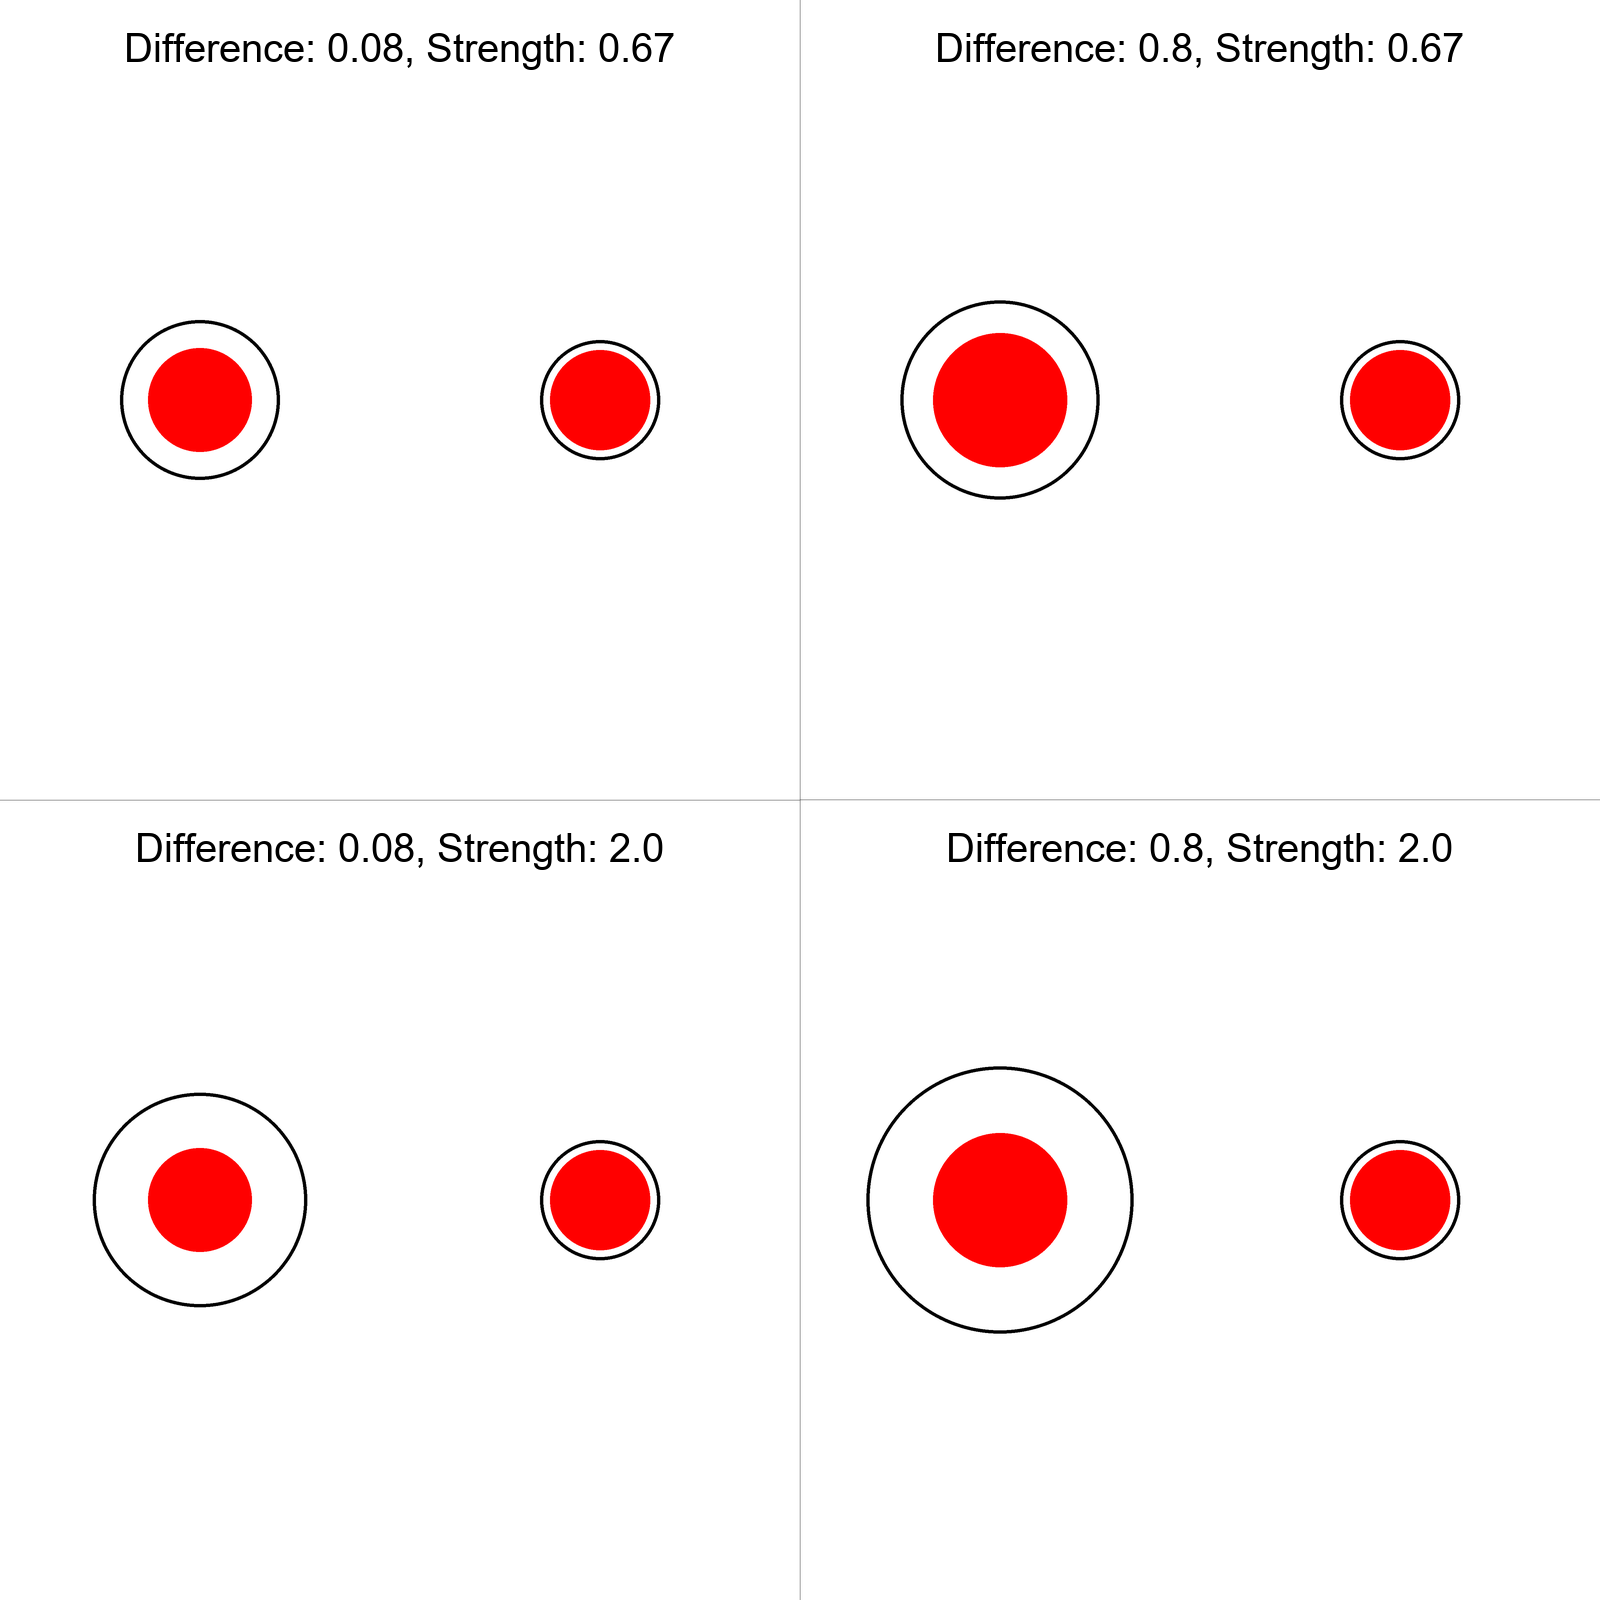 Difference: 0.08, Strength: 0.67
Difference: 0.8, Strength: 0.67
Difference: 0.08, Strength: 2.0
Difference: 0.8, Strength: 2.0